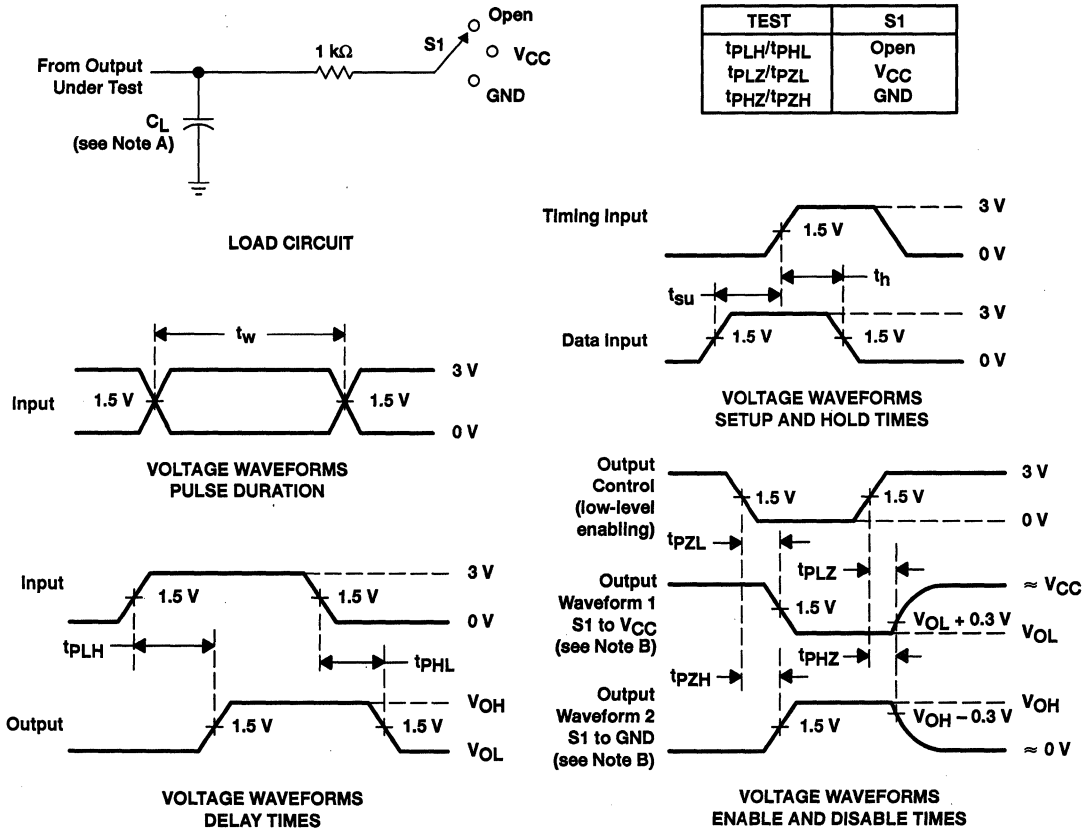 From Output
Under Test
1 kΩ
S1
Open
VCC
GND
CL
(see Note A)
LOAD CIRCUIT
TEST S1
tPLH/tPHL Open
tPLZ/tPZL VCC
tPHZ/tPZH GND
Timing Input
1.5 V
3 V
0 V
tsu
th
Data Input
1.5 V
1.5 V
3 V
0 V
VOLTAGE WAVEFORMS
SETUP AND HOLD TIMES
tw
Input
1.5 V
1.5 V
3 V
0 V
VOLTAGE WAVEFORMS
PULSE DURATION
Input
1.5 V
1.5 V
3 V
0 V
tPLH
tPHL
Output
1.5 V
1.5 V
VOH
VOL
VOLTAGE WAVEFORMS
DELAY TIMES
Output
Control
(low-level
enabling)
1.5 V
1.5 V
3 V
0 V
tPZL
tPLZ
Output
Waveform 1
S1 to VCC
(see Note B)
1.5 V
VOL + 0.3 V
≈ VCC
VOL
tPZH
tPHZ
Output
Waveform 2
S1 to GND
(see Note B)
1.5 V
VOH – 0.3 V
VOH
≈ 0 V
VOLTAGE WAVEFORMS
ENABLE AND DISABLE TIMES